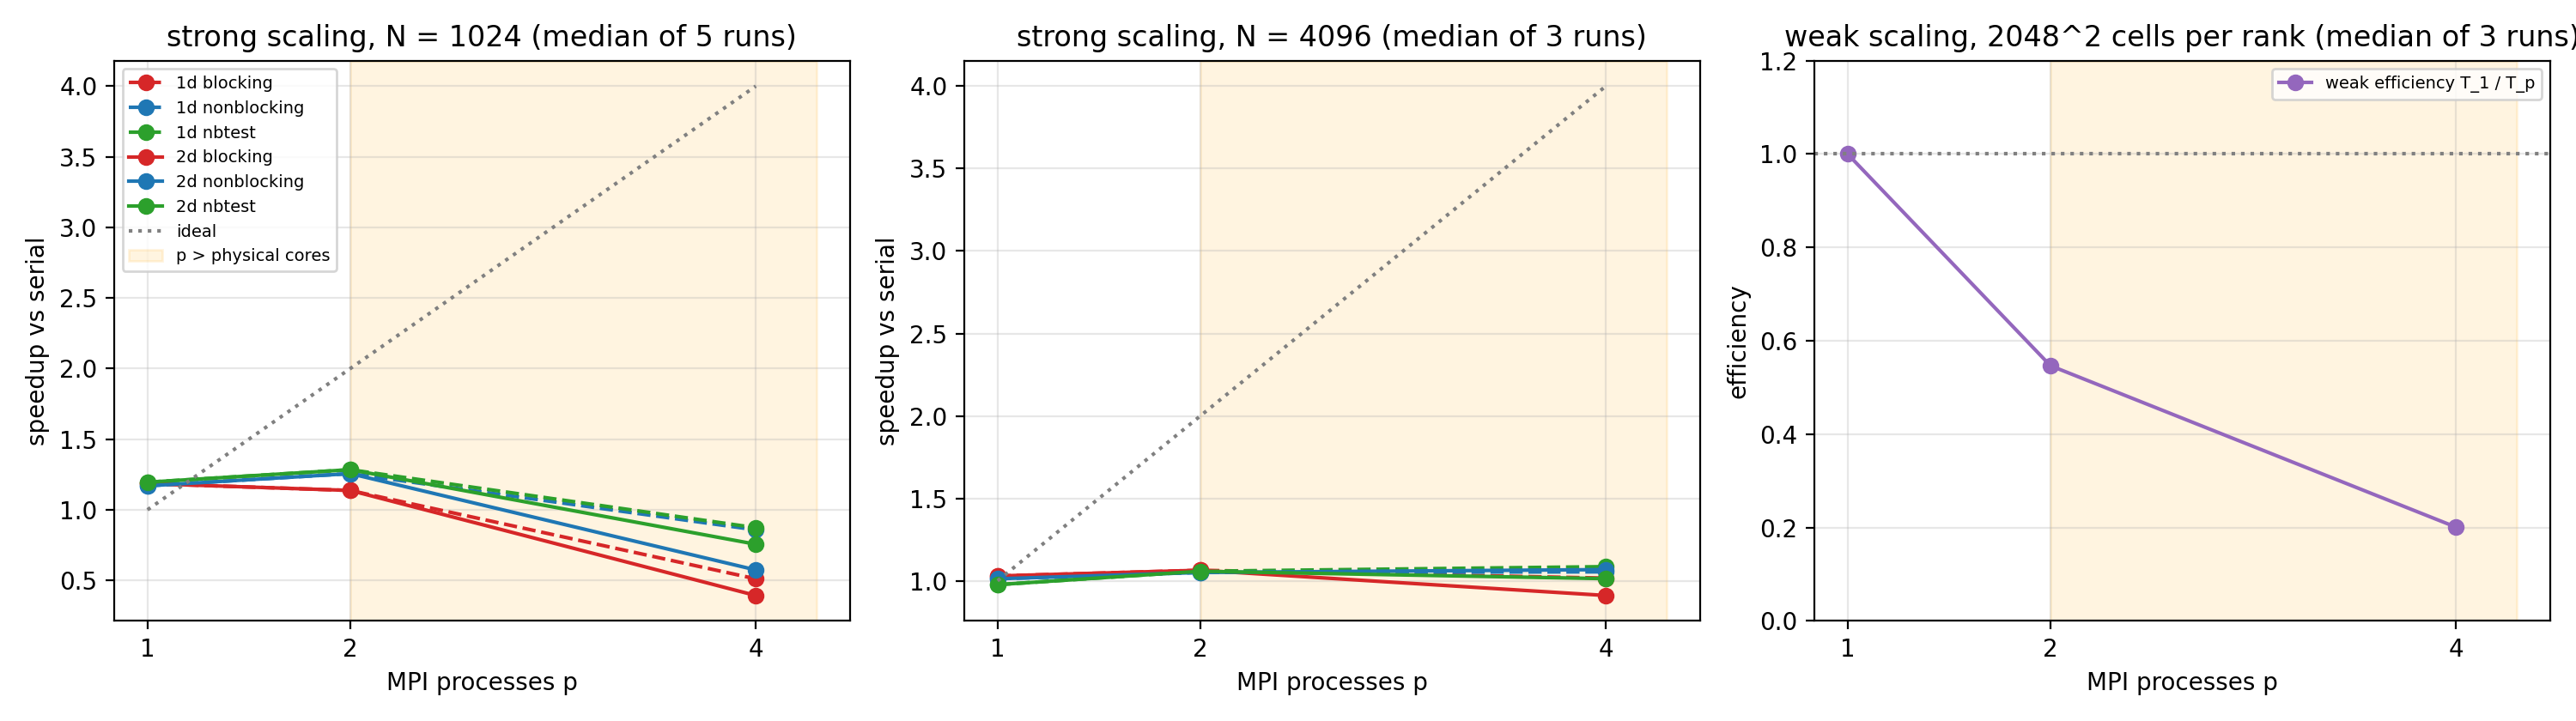 strong scaling, N = 1024 (median of 5 runs)
4.0
3.5
3.0
2.5
2.0
1.5
1.0
0.5
speedup vs serial
1d blocking
1d nonblocking
1d nbtest
2d blocking
2d nonblocking
2d nbtest
ideal
p > physical cores
1
2
4
MPI processes p
strong scaling, N = 4096 (median of 3 runs)
4.0
3.5
3.0
2.5
2.0
1.5
1.0
speedup vs serial
1
2
4
MPI processes p
weak scaling, 2048^2 cells per rank (median of 3 runs)
1.2
1.0
0.8
0.6
0.4
0.2
0.0
efficiency
weak efficiency T_1 / T_p
1
2
4
MPI processes p